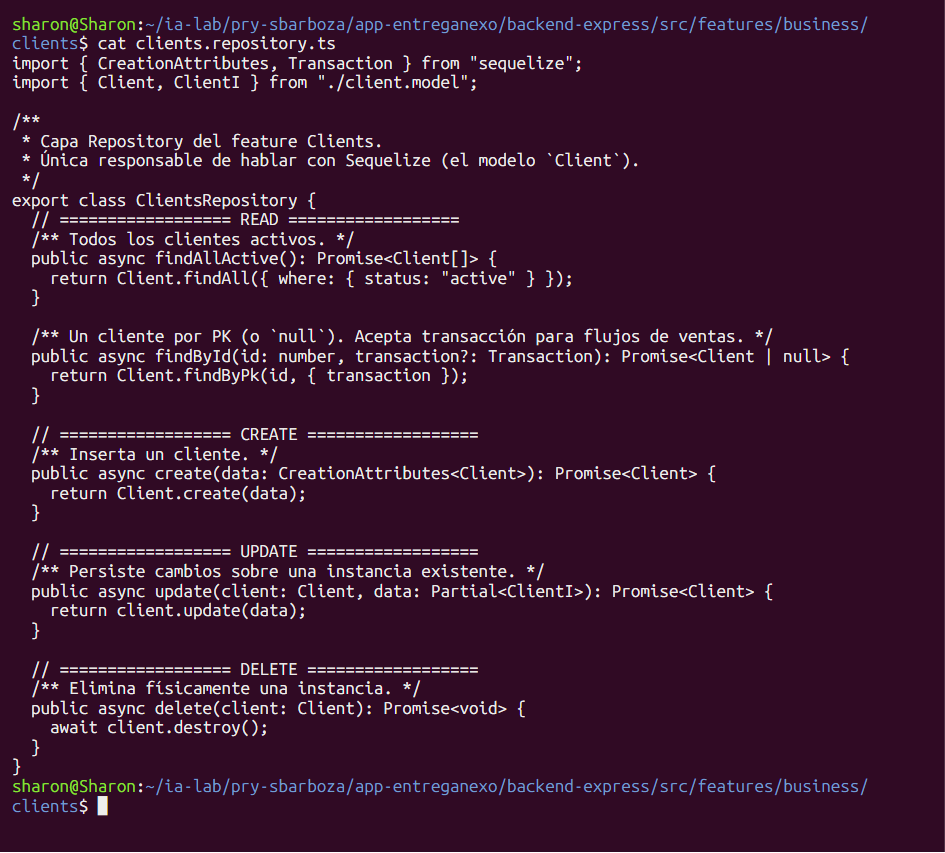 sharon@Sharon:~/ia-lab/pry-sbarboza/app-entreganexo/backend-express/src/features/business/
clients$ cat clients.repository.ts
import { CreationAttributes, Transaction } from "sequelize";
import { Client, ClientI } from "./client.model";

/**
 * Capa Repository del feature Clients.
 * Única responsable de hablar con Sequelize (el modelo `Client`).
 */
export class ClientsRepository {
  // ================== READ ==================
  /** Todos los clientes activos. */
  public async findAllActive(): Promise<Client[]> {
    return Client.findAll({ where: { status: "active" } });
  }

  /** Un cliente por PK (o `null`). Acepta transacción para flujos de ventas. */
  public async findById(id: number, transaction?: Transaction): Promise<Client | null> {
    return Client.findByPk(id, { transaction });
  }

  // ================== CREATE ==================
  /** Inserta un cliente. */
  public async create(data: CreationAttributes<Client>): Promise<Client> {
    return Client.create(data);
  }

  // ================== UPDATE ==================
  /** Persiste cambios sobre una instancia existente. */
  public async update(client: Client, data: Partial<ClientI>): Promise<Client> {
    return client.update(data);
  }

  // ================== DELETE ==================
  /** Elimina físicamente una instancia. */
  public async delete(client: Client): Promise<void> {
    await client.destroy();
  }
}
sharon@Sharon:~/ia-lab/pry-sbarboza/app-entreganexo/backend-express/src/features/business/
clients$